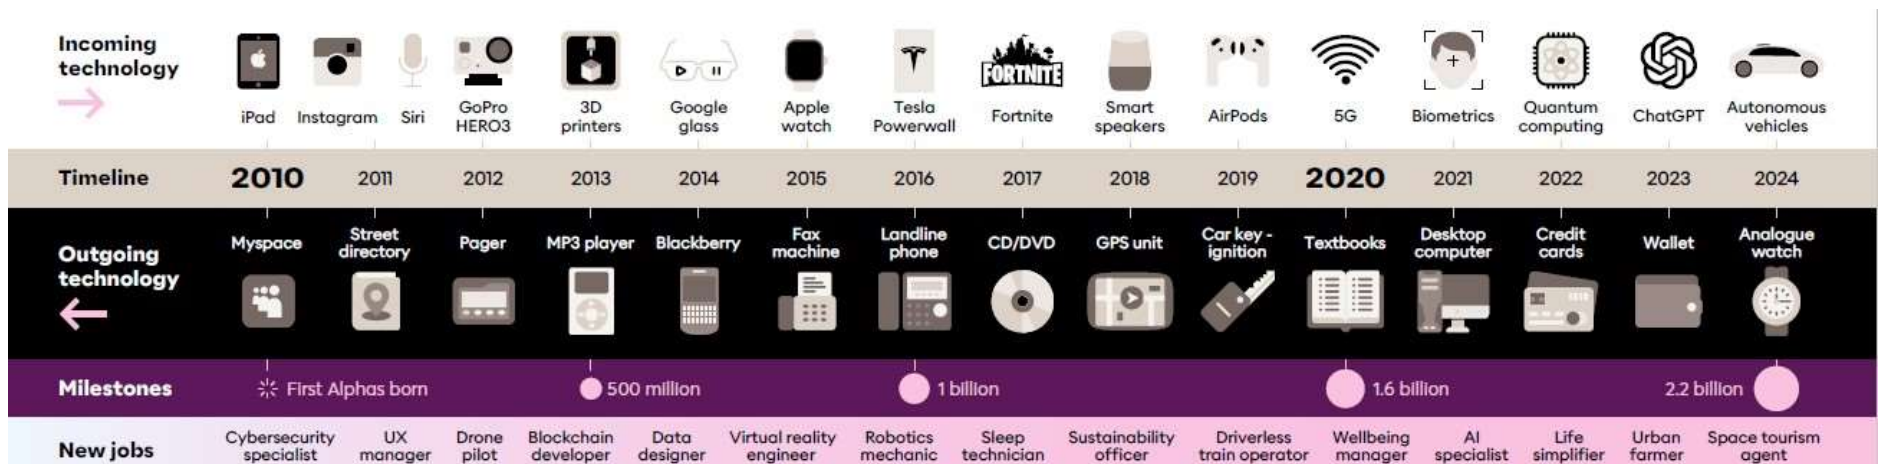 Incoming
technology
iPad
Instagram
Siri
GoPro
HERO3
3D
printers
Google
glass
Apple
watch
Tesla
Powerwall
FORTNITE
Fortnite
Smart
speakers
AirPods
5G
Biometrics
Quantum
computing
ChatGPT
Autonomous
vehicles
Timeline 2010 2011 2012 2013 2014 2015 2016 2017 2018 2019 2020 2021 2022 2023 2024
Outgoing
technology
Myspace
Street
directory
Pager
MP3 player
Blackberry
Fax
machine
Landline
phone
CD/DVD
GPS unit
Car key -
ignition
Textbooks
Desktop
computer
Credit
cards
Wallet
Analogue
watch
Milestones First Alphas born 500 million 1 billion 1.6 billion 2.2 billion
New jobs
Cybersecurity
specialist
UX
manager
Drone
pilot
Blockchain
developer
Data
designer
Virtual reality
engineer
Robotics
mechanic
Sleep
technician
Sustainability
officer
Driverless
train operator
Wellbeing
manager
AI
specialist
Life
simplifier
Urban
farmer
Space tourism
agent